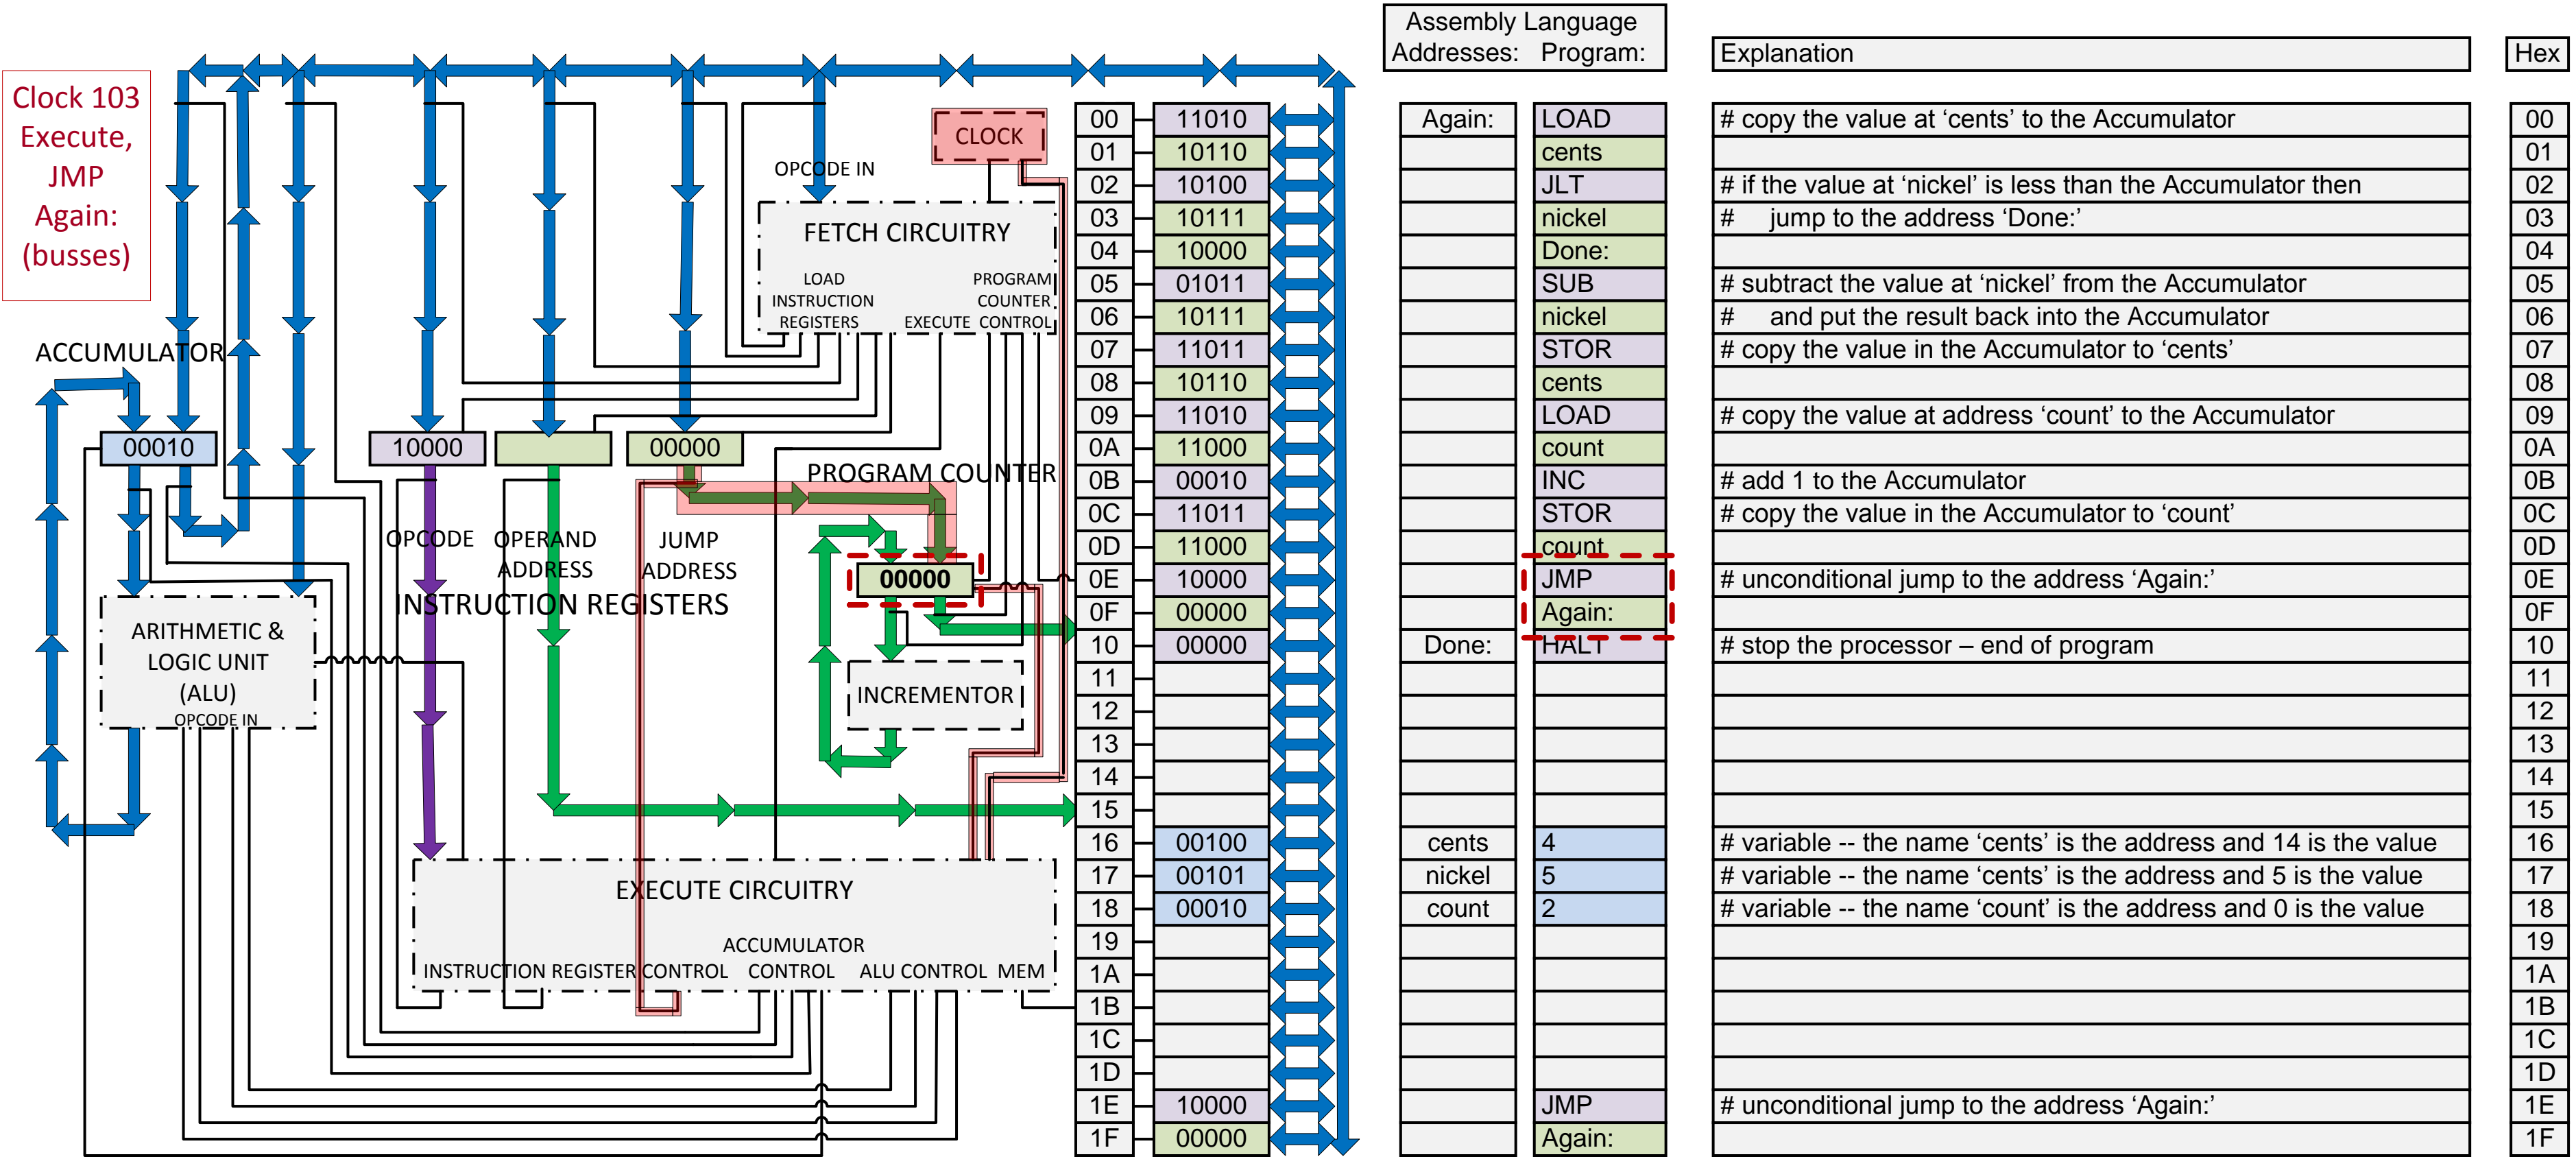 Assembly Language
Addresses: Program:
Explanation
Hex
Clock 103
Execute,
JMP
Again:
(busses)
CLOCK
OPCODE IN
FETCH CIRCUITRY
LOAD
INSTRUCTION
REGISTERS
EXECUTE
PROGRAM
COUNTER
CONTROL
ACCUMULATOR
00010
10000
00000
PROGRAM COUNTER
OPCODE
OPERAND
ADDRESS
JUMP
ADDRESS
INSTRUCTION REGISTERS
00000
INCREMENTOR
ARITHMETIC &
LOGIC UNIT
(ALU)
OPCODE IN
EXECUTE CIRCUITRY
INSTRUCTION REGISTER CONTROL
ACCUMULATOR
CONTROL
ALU CONTROL
MEM
00 11010 Again: LOAD # copy the value at 'cents' to the Accumulator 00
01 10110 cents 01
02 10100 JLT # if the value at 'nickel' is less than the Accumulator then 02
03 10111 nickel # jump to the address ‘Done:’ 03
04 10000 Done: 04
05 01011 SUB # subtract the value at 'nickel' from the Accumulator 05
06 10111 nickel # and put the result back into the Accumulator 06
07 11011 STOR # copy the value in the Accumulator to ‘cents’ 07
08 10110 cents 08
09 11010 LOAD # copy the value at address ‘count’ to the Accumulator 09
0A 11000 count 0A
0B 00010 INC # add 1 to the Accumulator 0B
0C 11011 STOR # copy the value in the Accumulator to ‘count’ 0C
0D 11000 count 0D
0E 10000 JMP # unconditional jump to the address ‘Again:’ 0E
0F 00000 Again: 0F
10 00000 Done: HALT # stop the processor – end of program 10
11 11
12 12
13 13
14 14
15 15
16 00100 cents 4 # variable -- the name ‘cents’ is the address and 14 is the value 16
17 00101 nickel 5 # variable -- the name ‘cents’ is the address and 5 is the value 17
18 00010 count 2 # variable -- the name ‘count’ is the address and 0 is the value 18
19 19
1A 1A
1B 1B
1C 1C
1D 1D
1E 10000 JMP # unconditional jump to the address ‘Again:’ 1E
1F 00000 Again: 1F